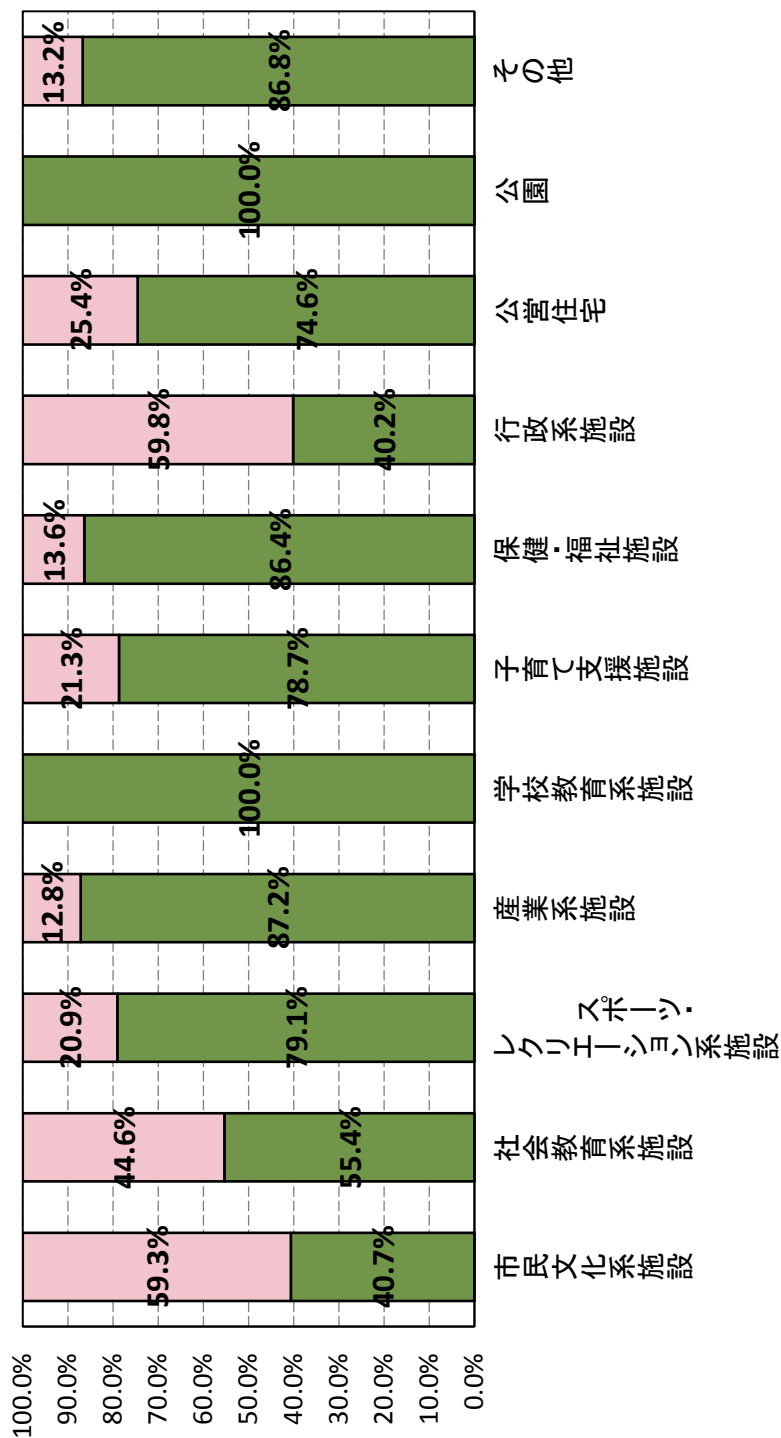 100.0%
90.0%
80.0%
70.0%
60.0%
50.0%
40.0%
30.0%
20.0%
10.0%
0.0%
59.3%
40.7%
市民文化系施設
44.6%
55.4%
社会教育系施設
20.9%
79.1%
スポーツ・
レクリエーション系施設
12.8%
87.2%
産業系施設
100.0%
学校教育系施設
21.3%
78.7%
子育て支援施設
13.6%
86.4%
保健・福祉施設
59.8%
40.2%
行政系施設
25.4%
74.6%
公営住宅
100.0%
公園
13.2%
86.8%
その他